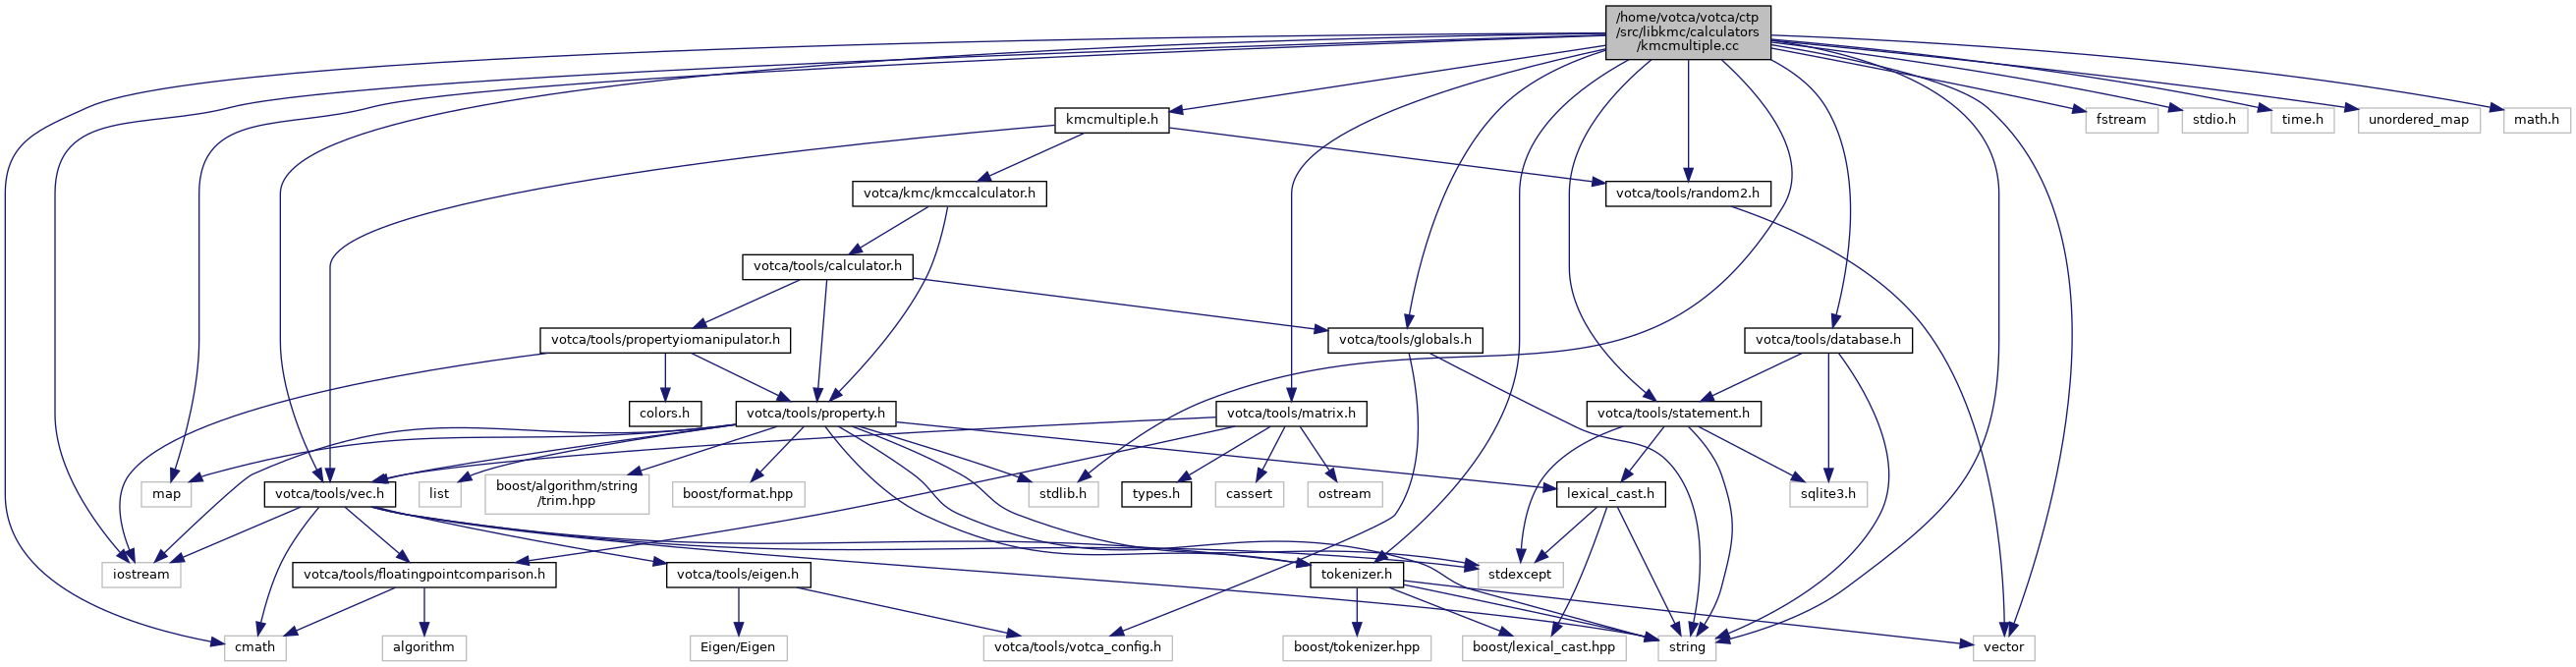 /home/votca/votca/ctp
/src/libkmc/calculators
/kmcmultiple.cc
kmcmultiple.h
fstream
stdio.h
time.h
unordered_map
math.h
votca/kmc/kmccalculator.h
votca/tools/random2.h
votca/tools/calculator.h
votca/tools/propertyiomanipulator.h
votca/tools/globals.h
votca/tools/database.h
colors.h
votca/tools/property.h
votca/tools/matrix.h
votca/tools/statement.h
map
votca/tools/vec.h
list
boost/algorithm/string
/trim.hpp
boost/format.hpp
stdlib.h
types.h
cassert
ostream
lexical_cast.h
sqlite3.h
iostream
votca/tools/floatingpointcomparison.h
votca/tools/eigen.h
tokenizer.h
stdexcept
cmath
algorithm
Eigen/Eigen
votca/tools/votca_config.h
boost/tokenizer.hpp
boost/lexical_cast.hpp
string
vector